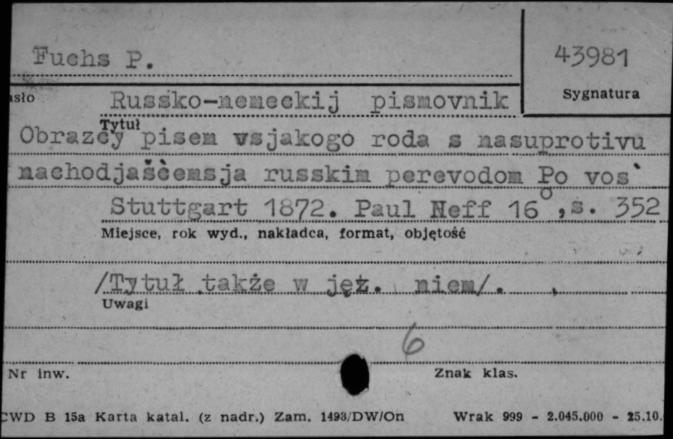 Fuchs P.
43981
Sygnatura
Russko-nemeckij pismovnik
Tytuł
Obrazcy pisem vsjakogo roda s nasuprotivu
nachodjaščemsja russkim perevodom Po vos
Stuttgart 1872. Paul Neff 16°, s. 352
Miejsce, rok wyd., nakładca, format, objętość
/Tytuł także w jęz. niem/.
Uwagi
6
Nr inw.
Znak klas.
CWD B 15a Karta katal. (z nadr.) Zam. 1493/DW/On Wrak 999 - 2.045.000 - 25.10.